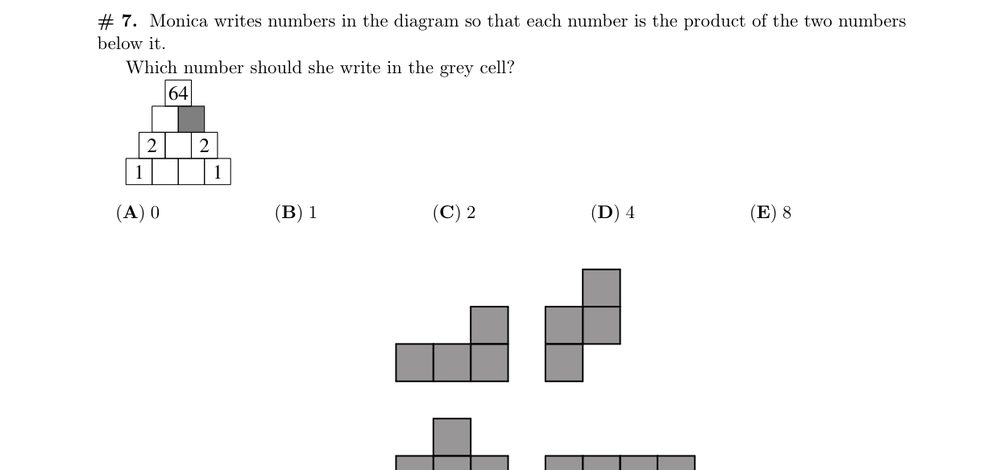 # 7. Monica writes numbers in the diagram so that each number is the product of the two numbers
below it.
Which number should she write in the grey cell?
64
2 2
1 1
(A) 0 (B) 1 (C) 2 (D) 4 (E) 8